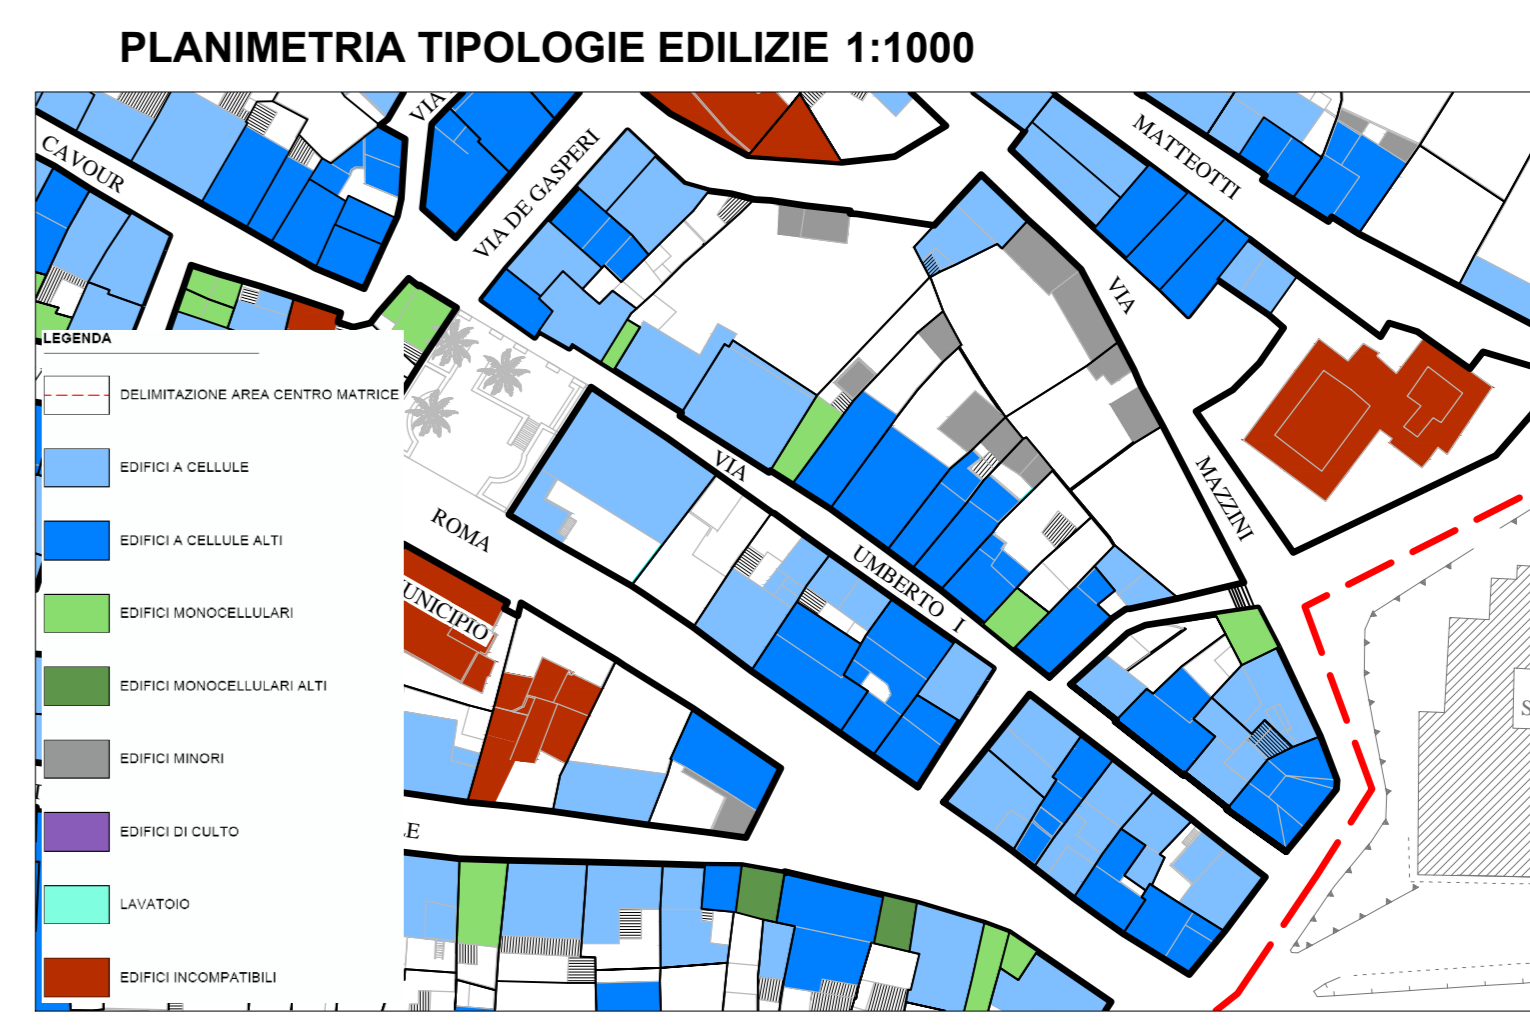 PLANIMETRIA TIPOLOGIE EDILIZIE 1:1000
VIA
CAVOUR
VIA DE GASPERI
MATTEOTTI
VIA
LEGENDA
DELIMITAZIONE AREA CENTRO MATRICE
EDIFICI A CELLULE
EDIFICI A CELLULE ALTI
EDIFICI MONOCELLULARI
EDIFICI MONOCELLULARI ALTI
EDIFICI MINORI
EDIFICI DI CULTO
LAVATOIO
EDIFICI INCOMPATIBILI
VIA
MAZZINI
ROMA
UMBERTO I
UNICIPIO
LE
S